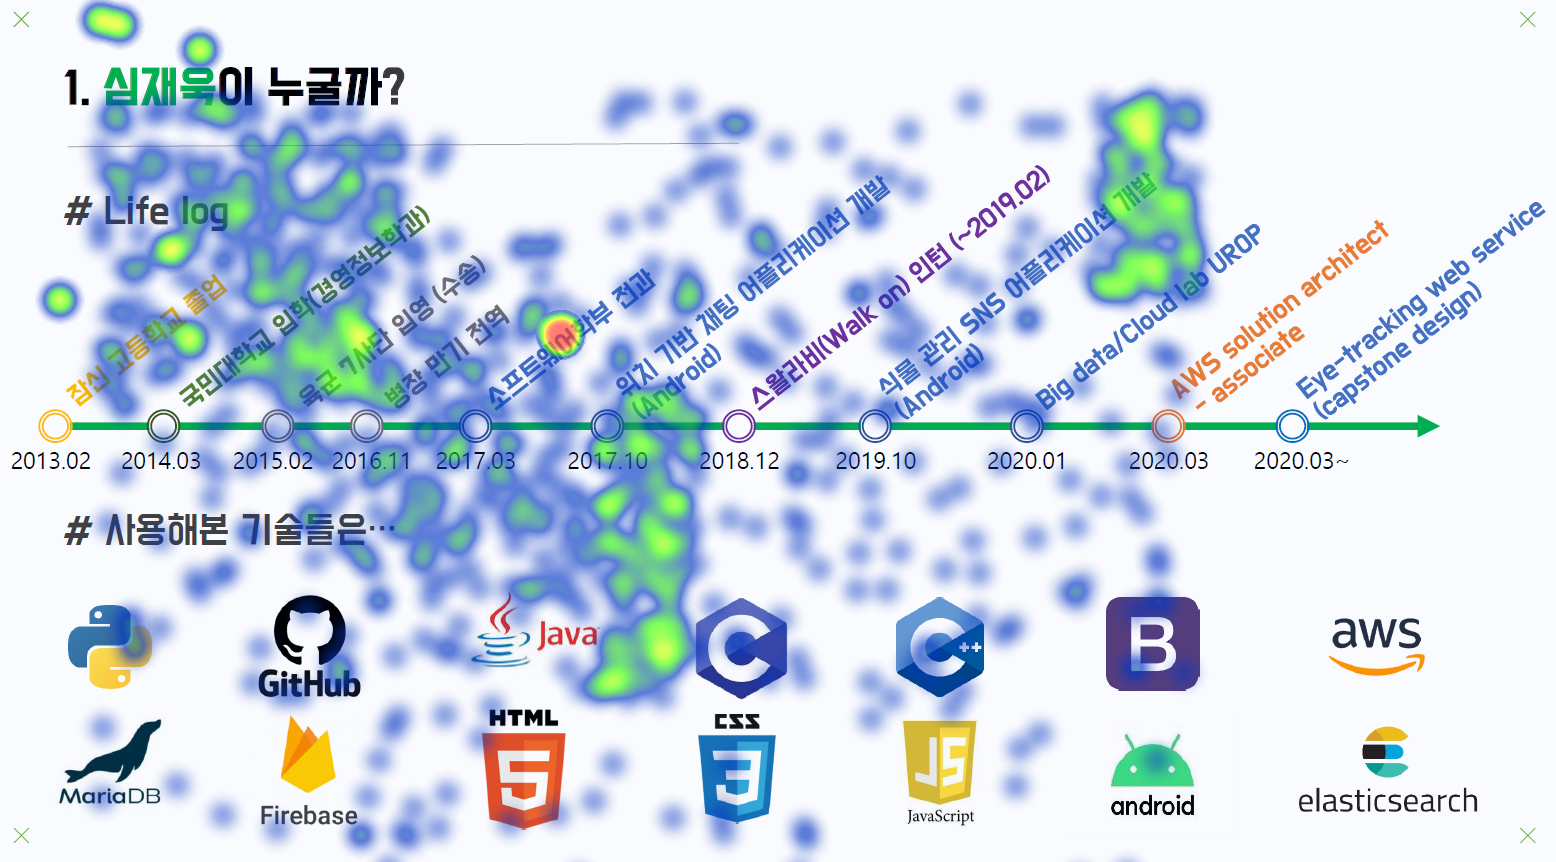 1. 심재욱이 누굴까?
# Life log
잠신 고등학교 졸업
국민대학교 입학(경영정보학과)
육군 7사단 입영 (수송)
병장 만기 전역
소프트웨어학부 전과
위치 기반 채팅 어플리케이션 개발
(Android)
스왈라비(Walk on) 인턴 (~2019.02)
식물 관리 SNS 어플리케이션 개발
(Android)
Big data/Cloud lab UROP
AWS solution architect
- associate
Eye-tracking web service
(capstone design)
2013.02 2014.03 2015.02 2016.11 2017.03 2017.10 2018.12 2019.10 2020.01 2020.03 2020.03~
# 사용해본 기술들은…
GitHub Java C C++ B aws
MariaDB Firebase HTML 5 CSS 3 JS JavaScript android elasticsearch